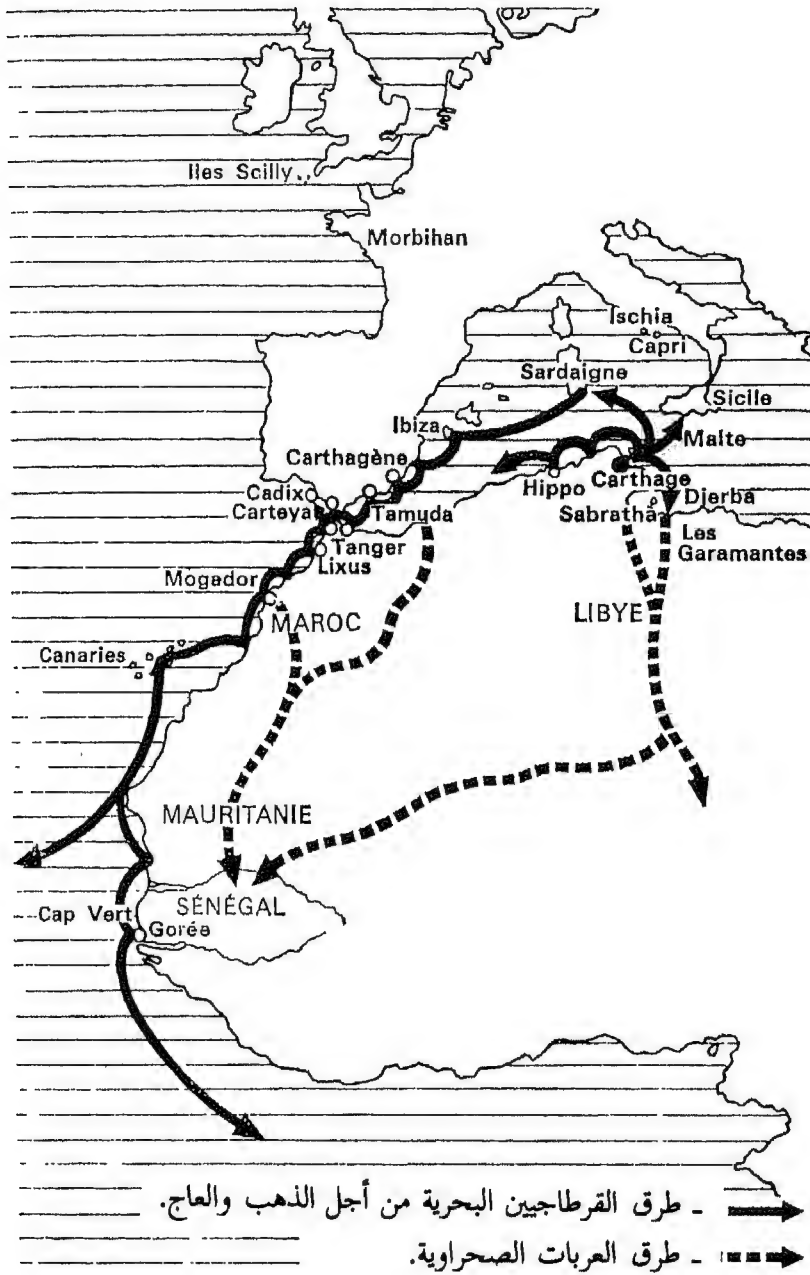 Iles Scilly
Morbihan
Ischia
Capri
Sardaigne
Sicile
Ibiza
Malte
Carthagène
Hippo
Carthage
Cadix
Djerba
Carteya
Tamuda
Sabratha
Tanger
Les
Garamantes
Lixus
Mogador
MAROC
LIBYE
Canaries
MAURITANIE
SÉNÉGAL
Cap Vert
Gorée
ـ طرق القرطاجيين البحرية من أجل الذهب والعاج.
ـ طرق العربات الصحراوية.